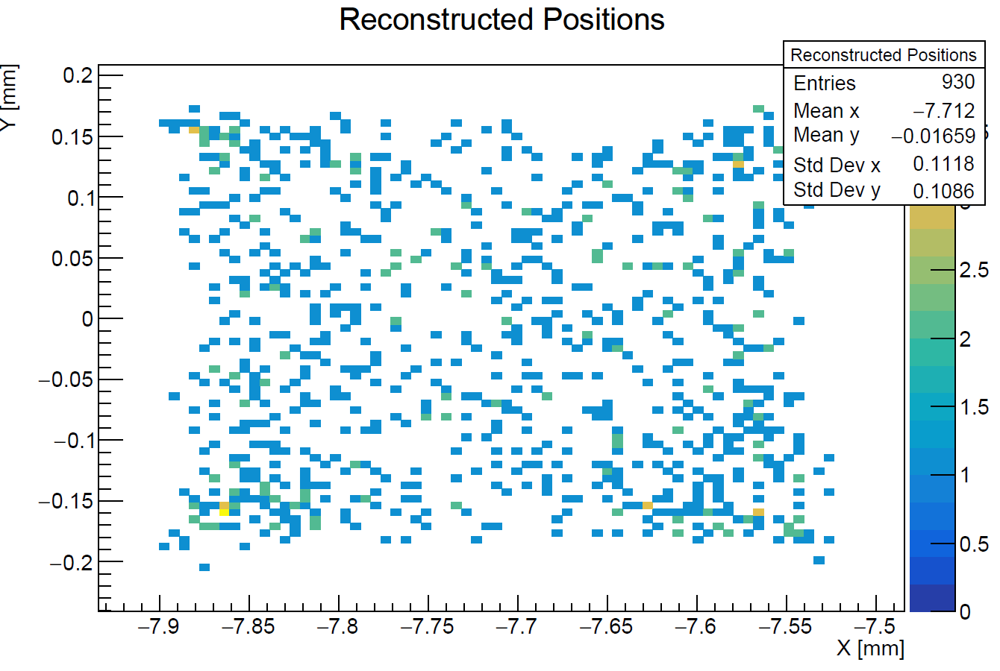 Reconstructed Positions
Reconstructed Positions
Entries 930
Mean x −7.712
Mean y −0.01659
Std Dev x 0.1118
Std Dev y 0.1086
Y [mm]
0.2
0.15
0.1
0.05
0
−0.05
−0.1
−0.15
−0.2
2.5
2
1.5
1
0.5
0
−7.9 −7.85 −7.8 −7.75 −7.7 −7.65 −7.6 −7.55 −7.5
X [mm]